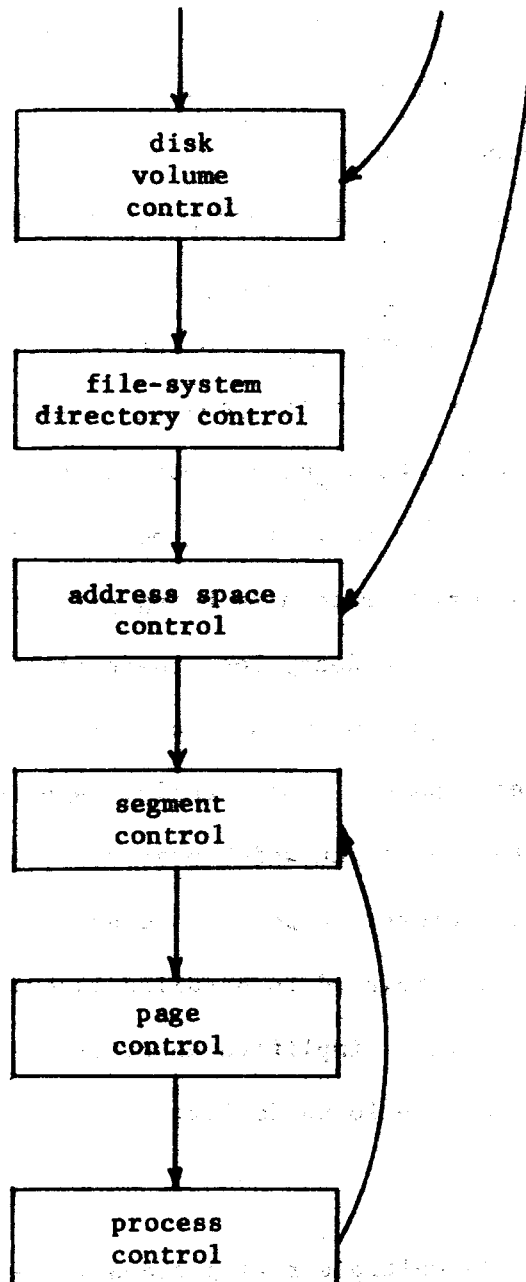 disk
volume
control
file-system
directory control
address space
control
segment
control
page
control
process
control